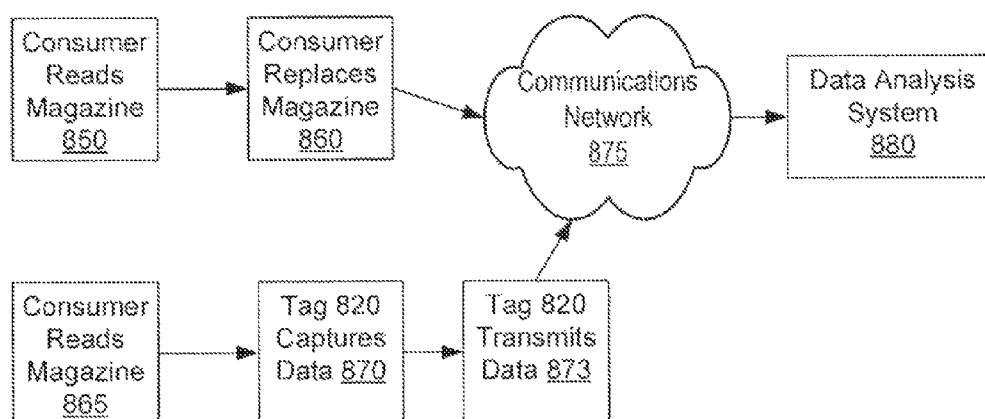 Consumer
Reads
Magazine
850
Consumer
Replaces
Magazine
860
Communications
Network
875
Data Analysis
System
880
Consumer
Reads
Magazine
865
Tag 820
Captures
Data 870
Tag 820
Transmits
Data 873